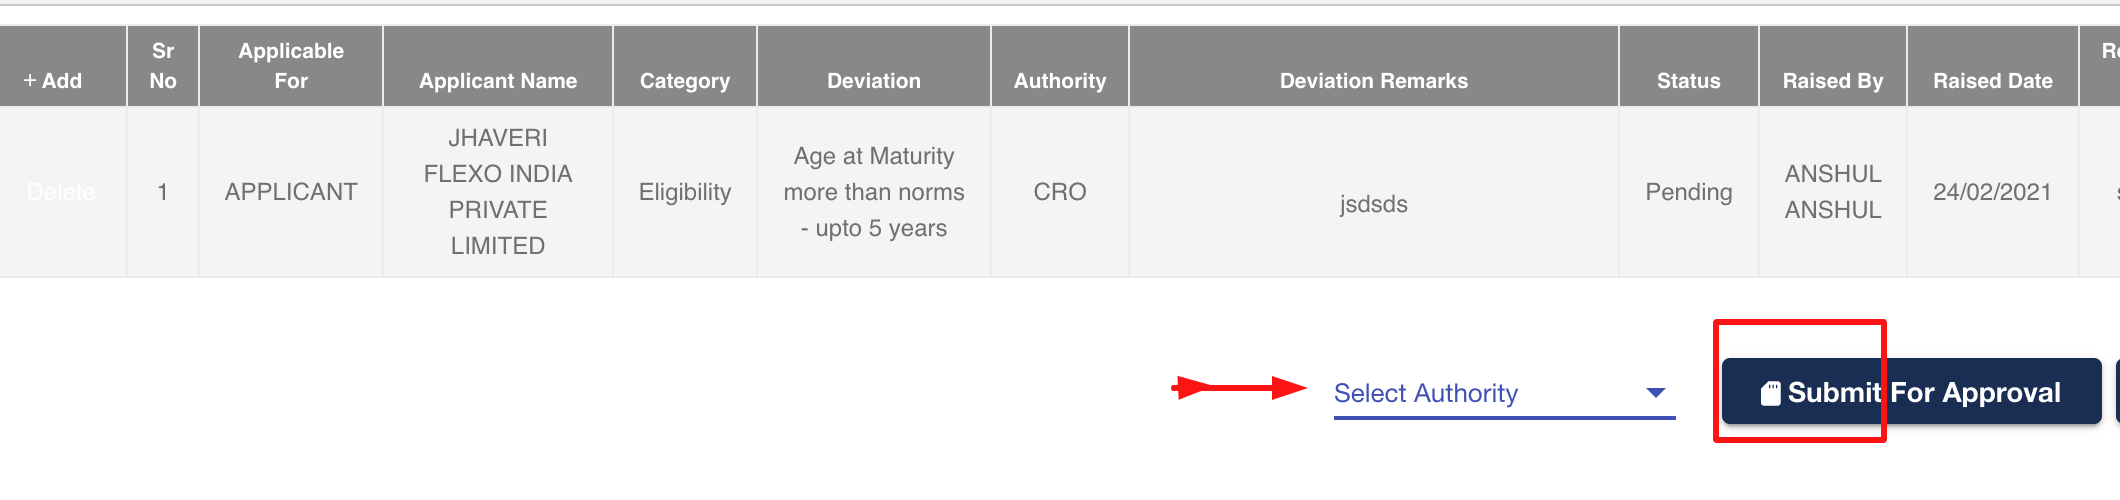 + Add
Sr No
Applicable For
Applicant Name
Category
Deviation
Authority
Deviation Remarks
Status
Raised By
Raised Date
Delete
1
APPLICANT
JHAVERI
FLEXO INDIA
PRIVATE
LIMITED
Eligibility
Age at Maturity
more than norms
- upto 5 years
CRO
jsdsds
Pending
ANSHUL
ANSHUL
24/02/2021
Select Authority
Submit For Approval